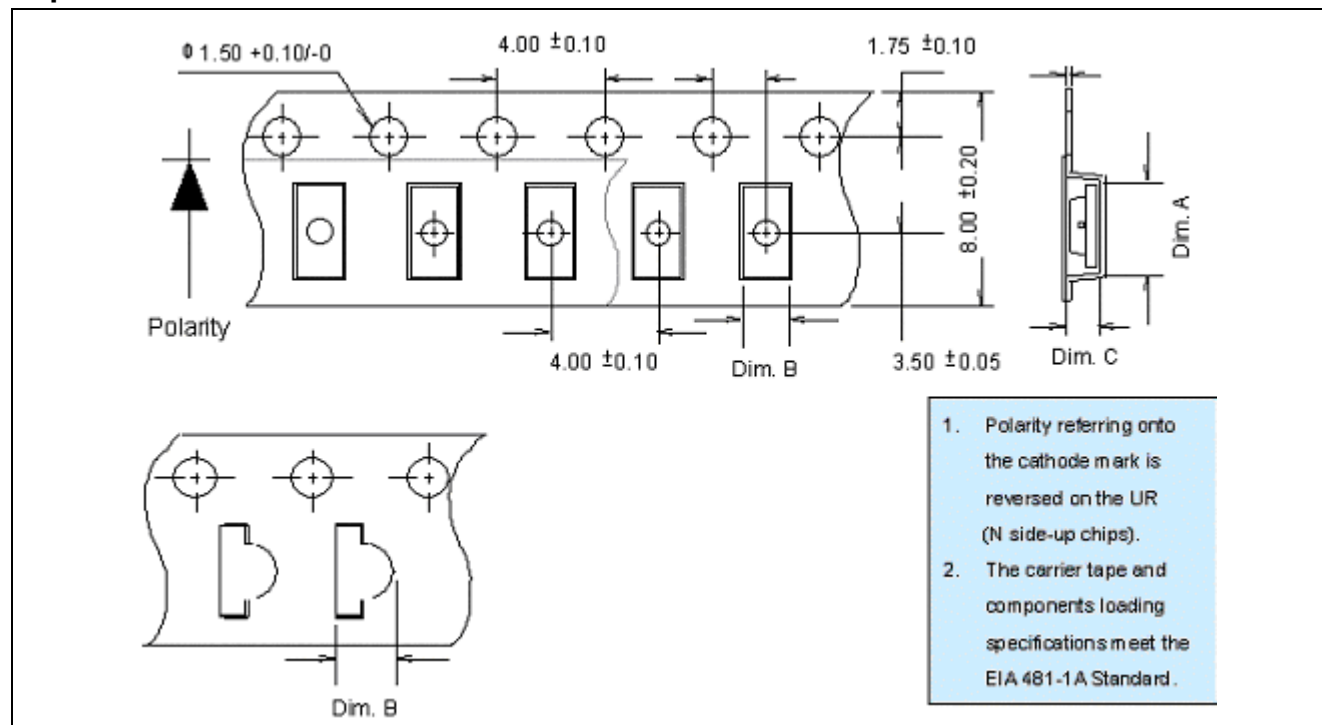 Φ 1.50 +0.10/-0
4.00 ±0.10
1.75 ±0.10
8.00 ±0.20
Dim. A
Polarity
4.00 ±0.10
Dim. B
3.50 ±0.05
Dim. C
Dim. B
1. Polarity referring onto
the cathode mark is
reversed on the UR
(N side-up chips).
2. The carrier tape and
components loading
specifications meet the
EIA 481-1A Standard.